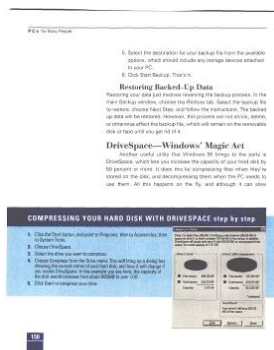 PCs for Busy People
5. Select the destination for your backup file from the available
options, which should include any storage devices attached
to your PC.
6. Click Start Backup. That's it.
Restoring Backed-Up Data
Restoring your data just involves reversing the backup process. In the
main Backup window, choose the Restore tab. Select the backup file
to restore, choose Next Step, and follow the instructions. The backed
up data will be restored. However, this process will not shrink, delete,
or otherwise affect the backup file, which will remain on the removable
disk or tape until you get rid of it.
DriveSpace—Windows' Magic Act
Another useful utility that Windows 95 brings to the party is
DriveSpace, which lets you increase the capacity of your hard disk by
50 percent or more. It does this by compressing files when they're
stored on the disk, and decompressing them when the PC needs to
use them. All this happens on the fly, and although it can slow
COMPRESSING YOUR HARD DISK WITH DRIVESPACE step by step
1. Click the Start button, and point to Programs, then to Accessories, then
to System Tools.
2. Choose DriveSpace.
3. Select the drive you want to compress.
4. Choose Compress from the Drive menu. This will bring up a dialog box
showing the current status of your hard disk, and how it will change if
you invoke DriveSpace. In the example you see here, the capacity of
the disk would increase from about
5. Click Start to compress your drive.
150